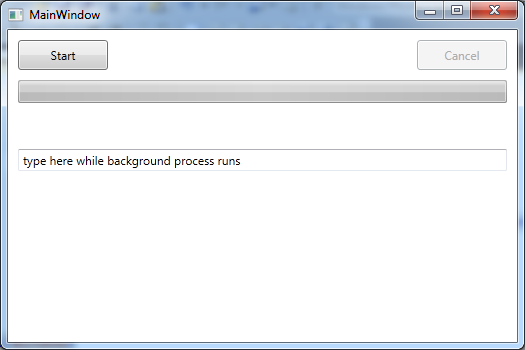 MainWindow
Start
Cancel
type here while background process runs